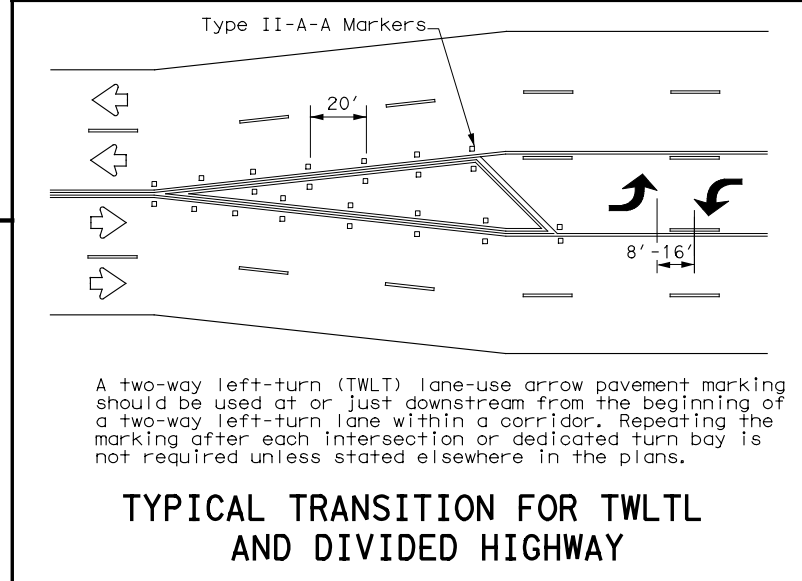 Type II-A-A Markers
20'
8'-16'
A two-way left-turn (TWLT) lane-use arrow pavement marking
should be used at or just downstream from the beginning of
a two-way left-turn lane within a corridor. Repeating the
marking after each intersection or dedicated turn bay is
not required unless stated elsewhere in the plans.
TYPICAL TRANSITION FOR TWLTL
AND DIVIDED HIGHWAY